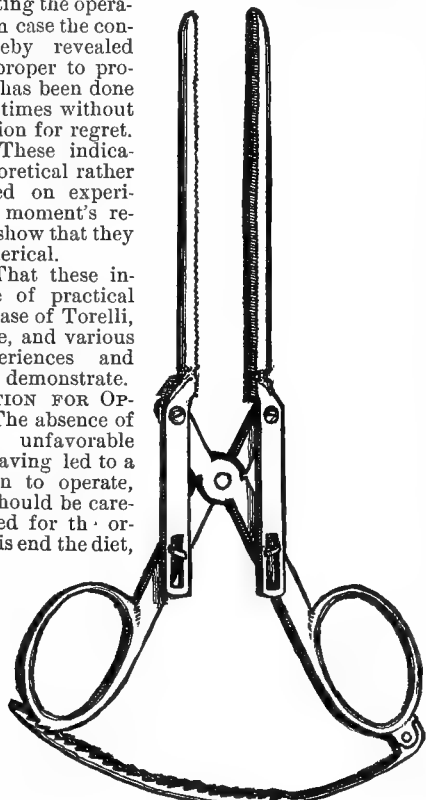 ting the opera-
n case the con-
eby revealed
proper to pro-
has been done
times without
ion for regret.
These indica-
oretical rather
ed on experi-
moment's re-
show that they
erical.
That these in-
e of practical
ase of Torelli,
e, and various
eriences and
demonstrate.
TION FOR OP-
The absence of
unfavorable
aving led to a
n to operate,
hould be care-
ed for th or-
is end the diet,